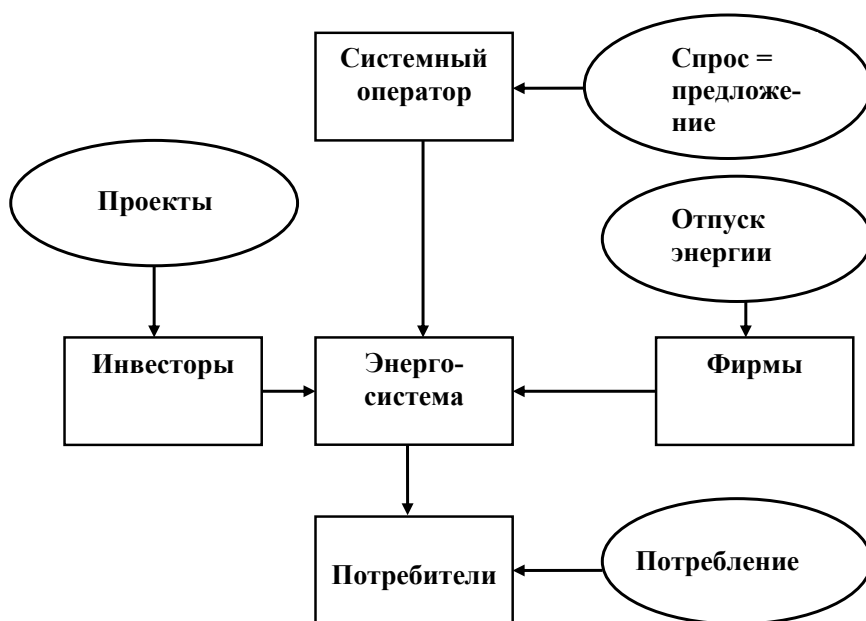 Системный
оператор
Спрос =
предложе-
ние
Проекты
Отпуск
энергии
Инвесторы
Энерго-
система
Фирмы
Потребители
Потребление